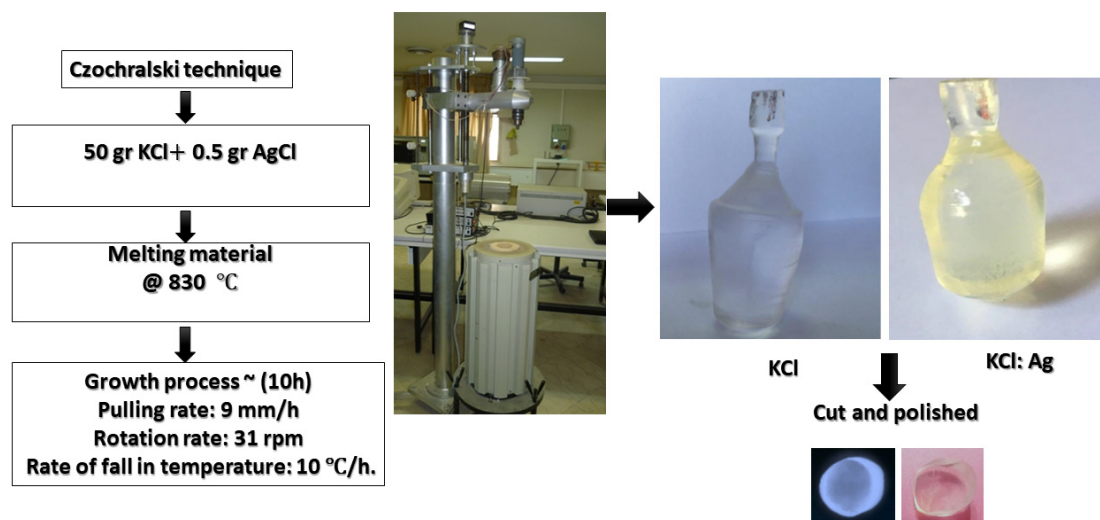 Czochralski technique
50 gr KCl+ 0.5 gr AgCl
Melting material
@ 830 ℃
Growth process ~ (10h)
Pulling rate: 9 mm/h
Rotation rate: 31 rpm
Rate of fall in temperature: 10 ℃/h.
KCl
KCl: Ag
Cut and polished